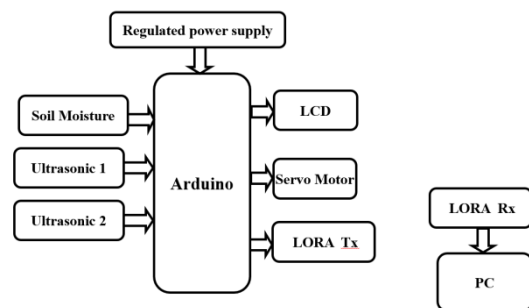 Regulated power supply
Soil Moisture
Ultrasonic 1
Ultrasonic 2
Arduino
LCD
Servo Motor
LORA Tx
LORA Rx
PC